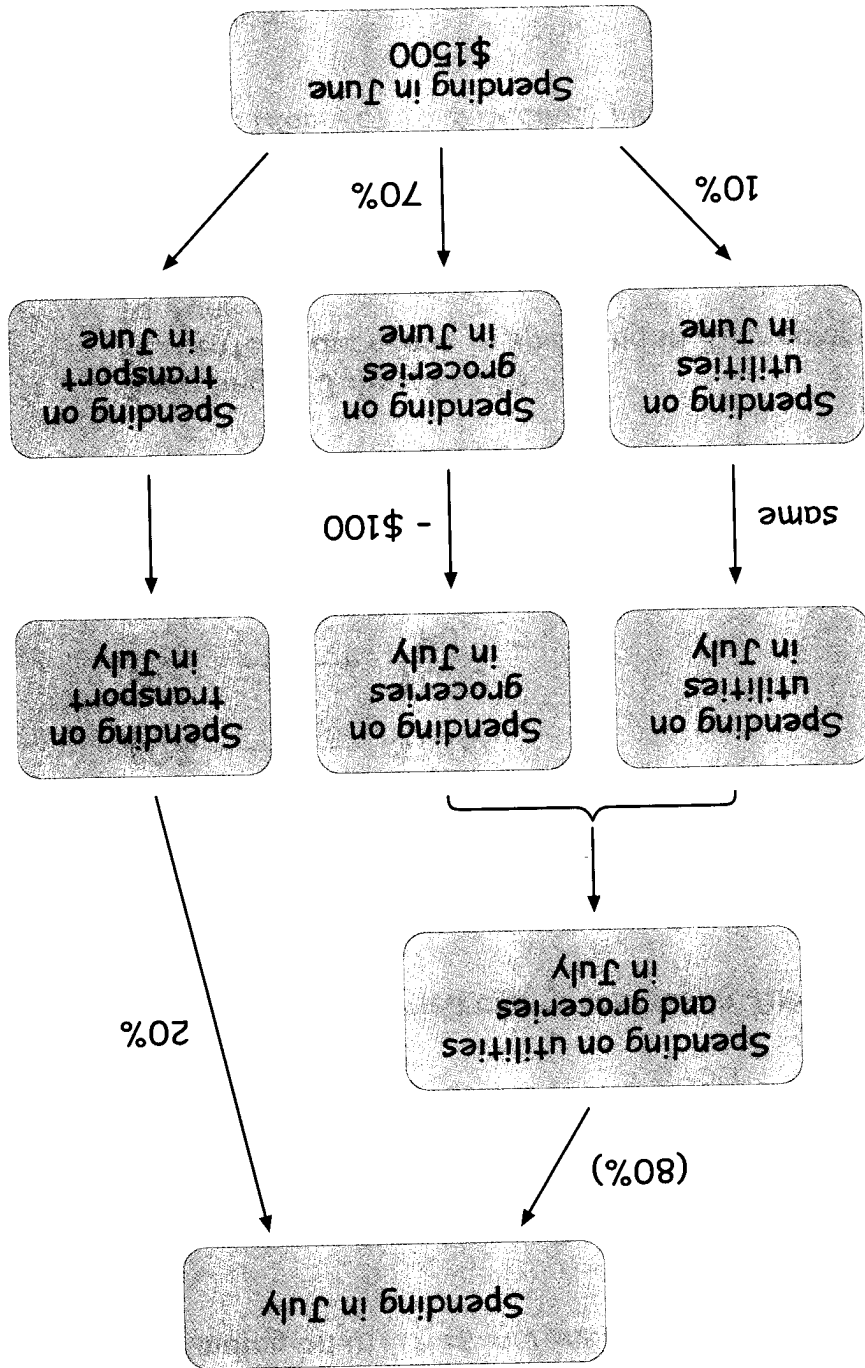 Spending in July
(80%)
20%
Spending on utilities
and groceries
in July
Spending on
utilities
in July
Spending on
groceries
in July
Spending on
transport
in July
same
- $100
Spending on
utilities
in June
Spending on
groceries
in June
Spending on
transport
in June
10%
70%
Spending in June
$1500